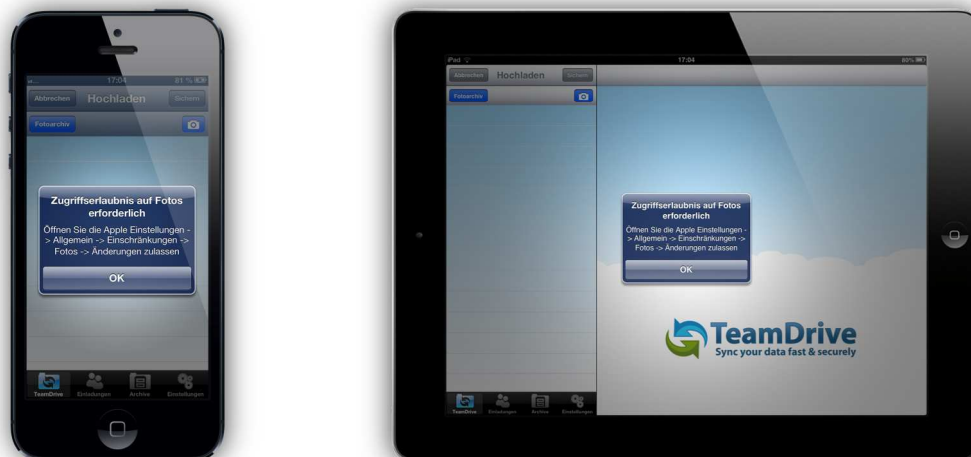 17:04
81 %
Abbrechen
Hochladen
Sichern
Fotoarchiv
Zugriffserlaubnis auf Fotos
erforderlich
Öffnen Sie die Apple Einstellungen -
> Allgemein -> Einschränkungen ->
Fotos -> Änderungen zulassen
OK
TeamDrive
Einladungen
Archive
Einstellungen
iPad
17:04
80%
Abbrechen
Hochladen
Sichern
Fotoarchiv
Zugriffserlaubnis auf Fotos
erforderlich
Öffnen Sie die Apple Einstellungen -
> Allgemein -> Einschränkungen ->
Fotos -> Änderungen zulassen
OK
TeamDrive
Sync your data fast & securely
TeamDrive
Einladungen
Archive
Einstellungen